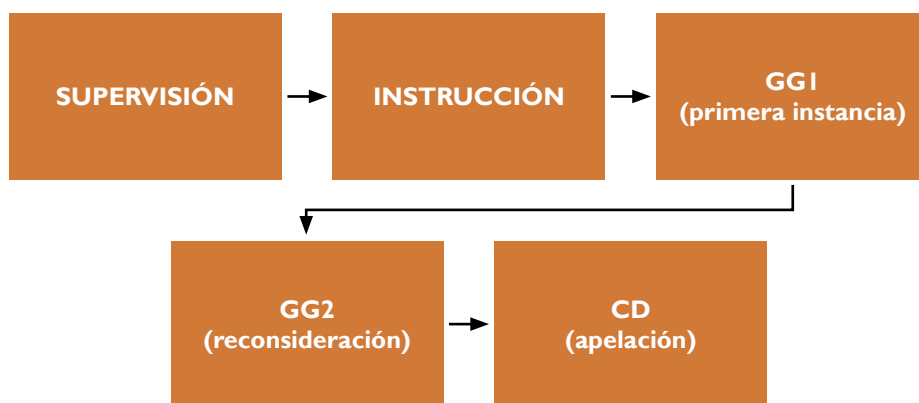 SUPERVISIÓN
INSTRUCCIÓN
GG1
(primera instancia)
GG2
(reconsideración)
CD
(apelación)